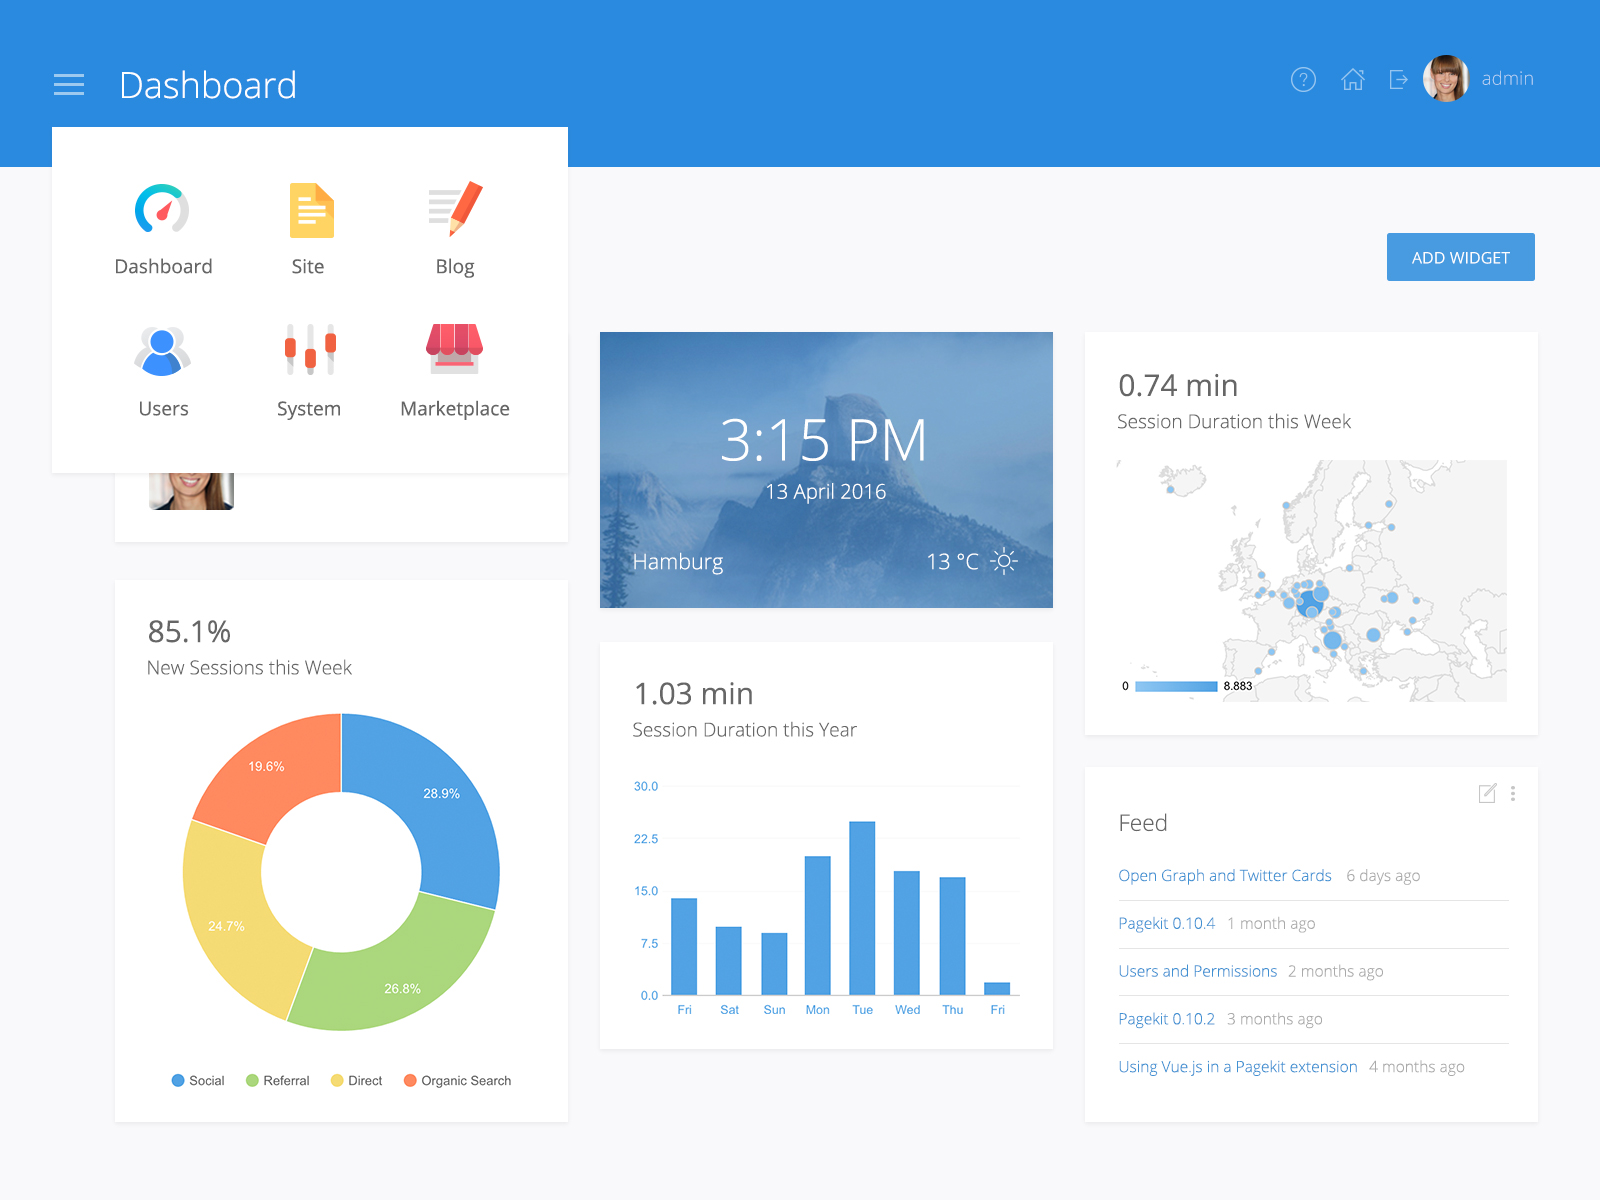 Dashboard
admin
Dashboard
Site
Blog
Users
System
Marketplace
ADD WIDGET
85.1%
New Sessions this Week
19.6%
28.9%
24.7%
26.8%
Social
Referral
Direct
Organic Search
3:15 PM
13 April 2016
Hamburg
13 °C
1.03 min
Session Duration this Year
30.0
22.5
15.0
7.5
0.0
Fri
Sat
Sun
Mon
Tue
Wed
Thu
Fri
0.74 min
Session Duration this Week
0
8.883
Feed
Open Graph and Twitter Cards 6 days ago
Pagekit 0.10.4 1 month ago
Users and Permissions 2 months ago
Pagekit 0.10.2 3 months ago
Using Vue.js in a Pagekit extension 4 months ago